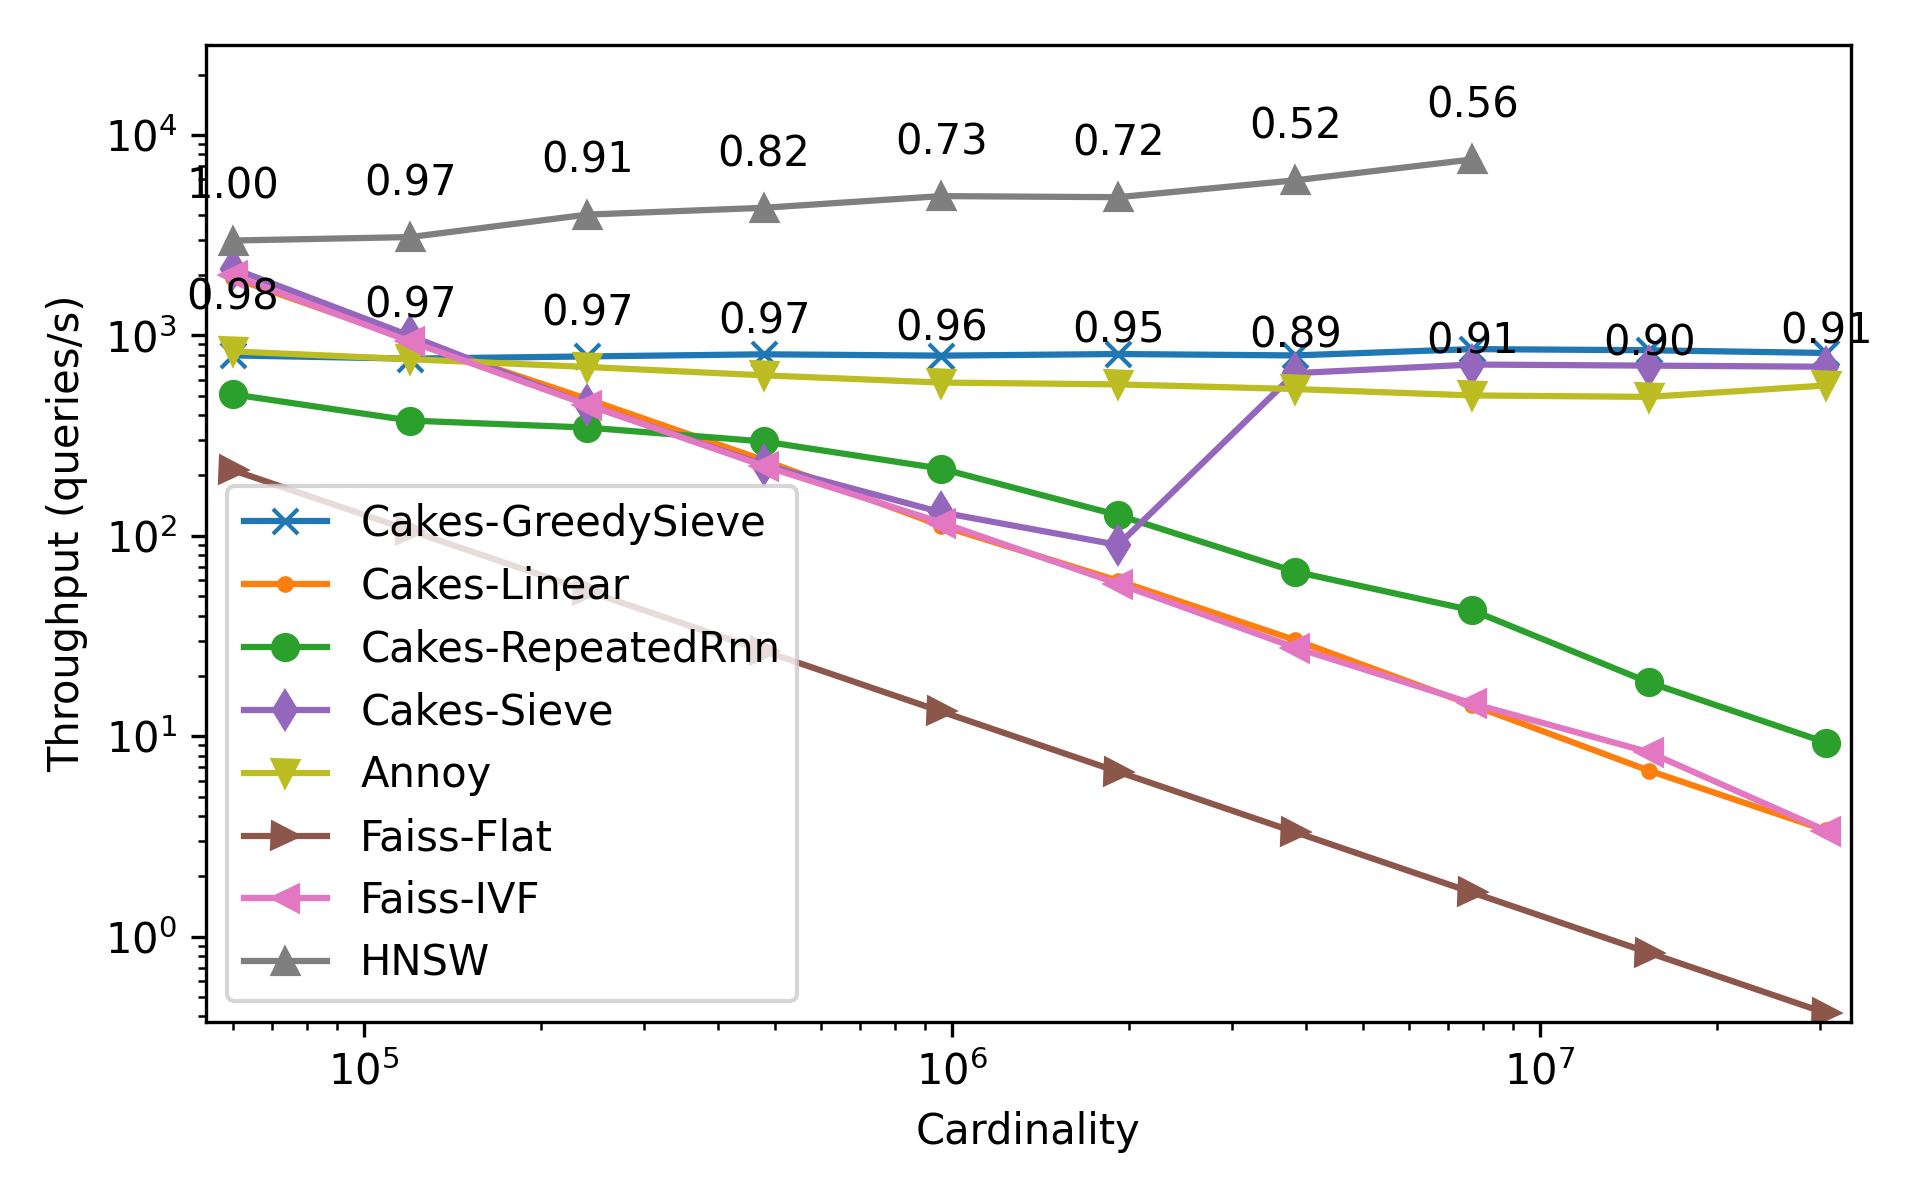 0.56
0.52
10⁴
0.82
0.73
0.72
0.91
0.97
1.00
0.98
0.97
0.97
0.97
0.96
0.95
0.89
0.91
0.90
0.91
10³
Throughput (queries/s)
Cakes-GreedySieve
10²
Cakes-Linear
Cakes-RepeatedRnn
Cakes-Sieve
10¹
Annoy
Faiss-Flat
Faiss-IVF
10⁰
HNSW
10⁵
10⁶
10⁷
Cardinality